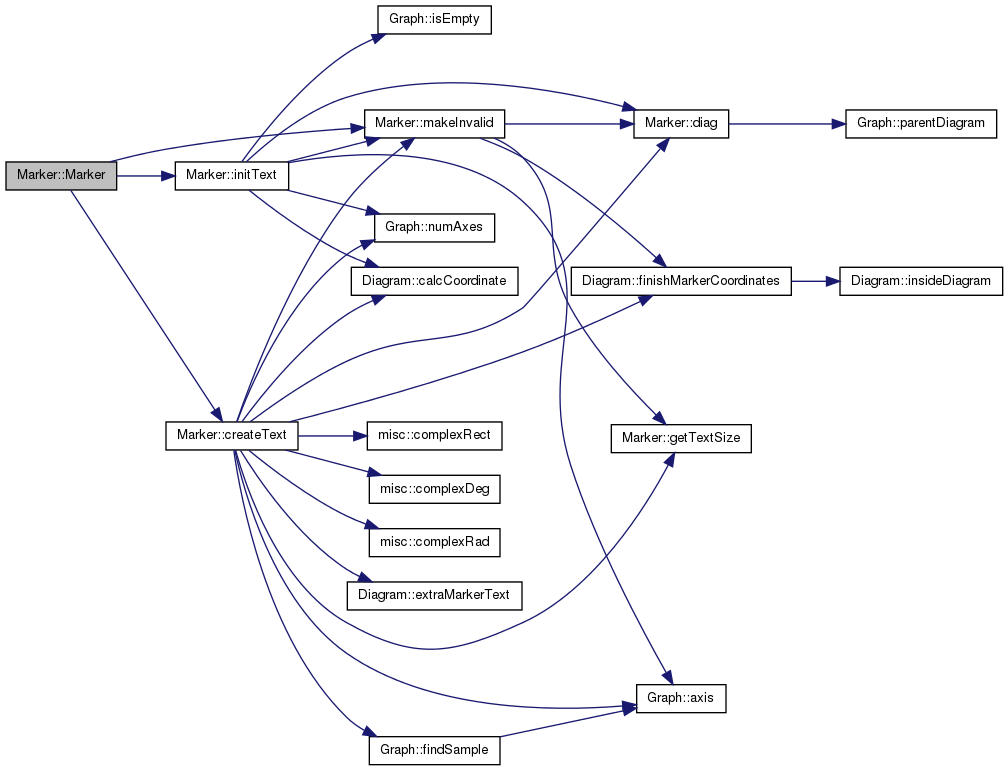 Graph::isEmpty
Marker::makeInvalid
Marker::diag
Graph::parentDiagram
Marker::Marker
Marker::initText
Graph::numAxes
Diagram::calcCoordinate
Diagram::finishMarkerCoordinates
Diagram::insideDiagram
Marker::createText
misc::complexRect
Marker::getTextSize
misc::complexDeg
misc::complexRad
Diagram::extraMarkerText
Graph::axis
Graph::findSample